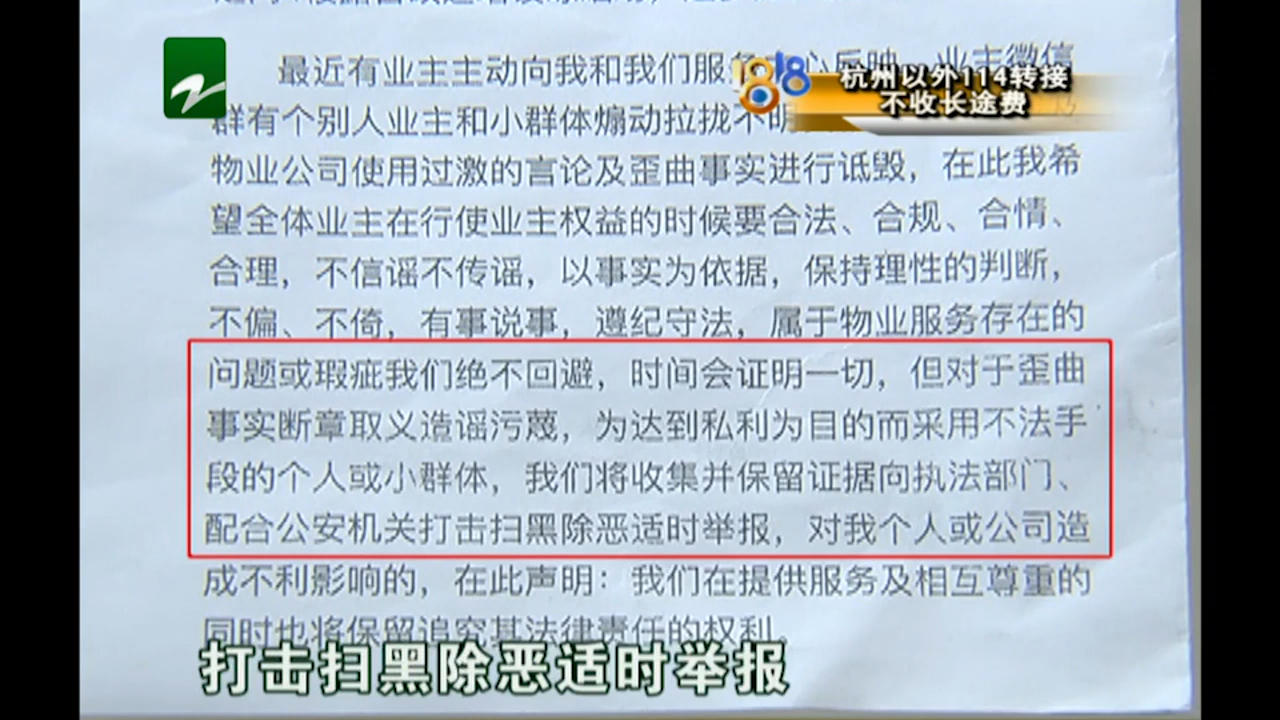 最近有业主主动向我和我们服务中心反映，业主微信
818
杭州以外114转接
不收长途费
群有个别人业主和小群体煽动拉拢不明
物业公司使用过激的言论及歪曲事实进行诋毁，在此我希
望全体业主在行使业主权益的时候要合法、合规、合情、
合理，不信谣不传谣，以事实为依据，保持理性的判断，
不偏、不倚，有事说事，遵纪守法，属于物业服务存在的
问题或瑕疵我们绝不回避，时间会证明一切，但对于歪曲
事实断章取义造谣污蔑，为达到私利为目的而采用不法手
段的个人或小群体，我们将收集并保留证据向执法部门、
配合公安机关打击扫黑除恶适时举报，对我个人或公司造
成不利影响的，在此声明：我们在提供服务及相互尊重的
同时也将保留追究其法律责任的权利。
打击扫黑除恶适时举报